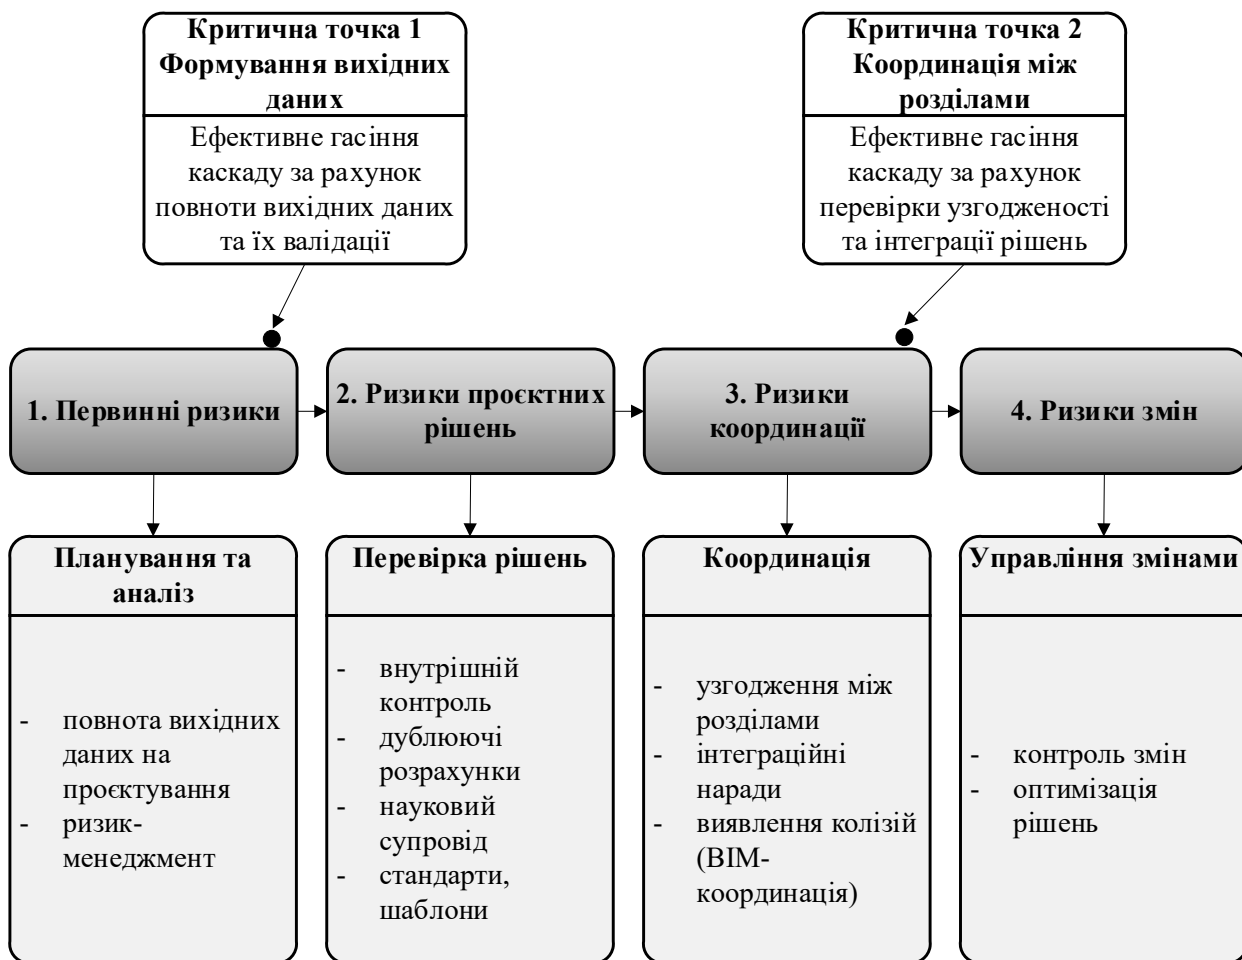 Критична точка 1
Формування вихідних
даних
Ефективне гасіння
каскаду за рахунок
повноти вихідних даних
та їх валідації
Критична точка 2
Координація між
розділами
Ефективне гасіння
каскаду за рахунок
перевірки узгодженості
та інтеграції рішень
1. Первинні ризики
2. Ризики проєктних
рішень
3. Ризики
координації
4. Ризики змін
Планування та
аналіз
- повнота вихідних
даних на
проєктування
- ризик-
менеджмент
Перевірка рішень
- внутрішній
контроль
- дублюючі
розрахунки
- науковий
супровід
- стандарти,
шаблони
Координація
- узгодження між
розділами
- інтеграційні
наради
- виявлення колізій
(BIM-
координація)
Управління змінами
- контроль змін
- оптимізація
рішень